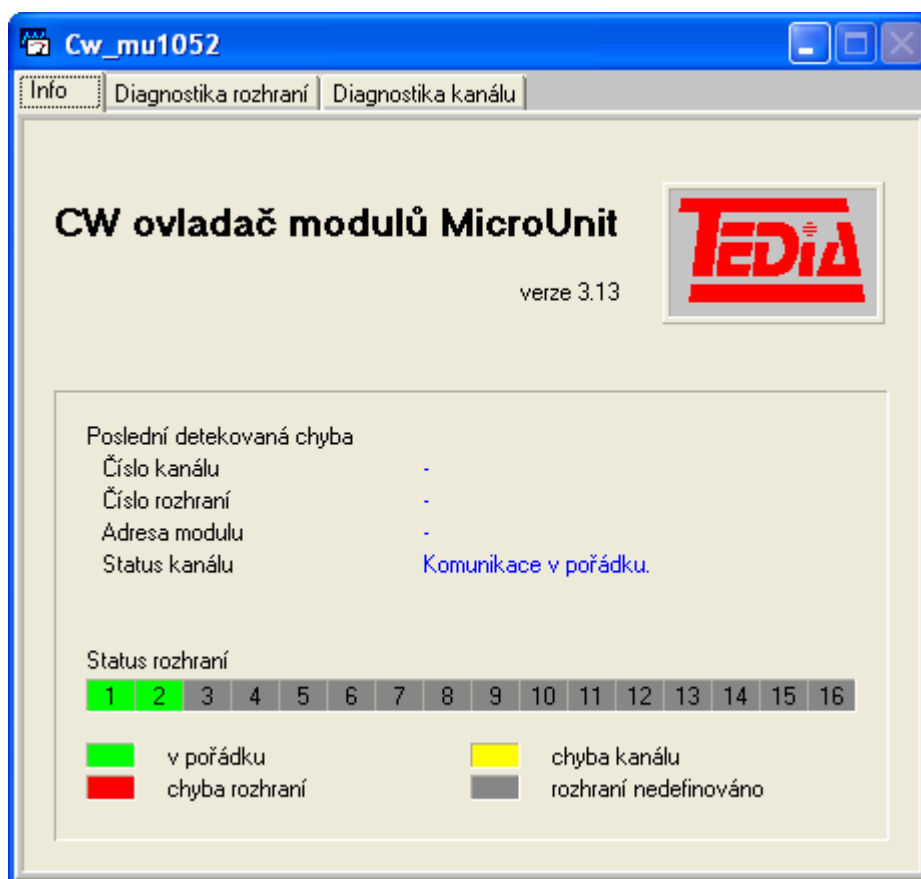 Cw_mu1052
Info Diagnostika rozhraní Diagnostika kanálu
CW ovladač modulů MicroUnit
TEDIA
verze 3.13
Poslední detekovaná chyba
Číslo kanálu -
Číslo rozhraní -
Adresa modulu -
Status kanálu Komunikace v pořádku.
Status rozhraní
1 2 3 4 5 6 7 8 9 10 11 12 13 14 15 16
v pořádku chyba kanálu
chyba rozhraní rozhraní nedefinováno